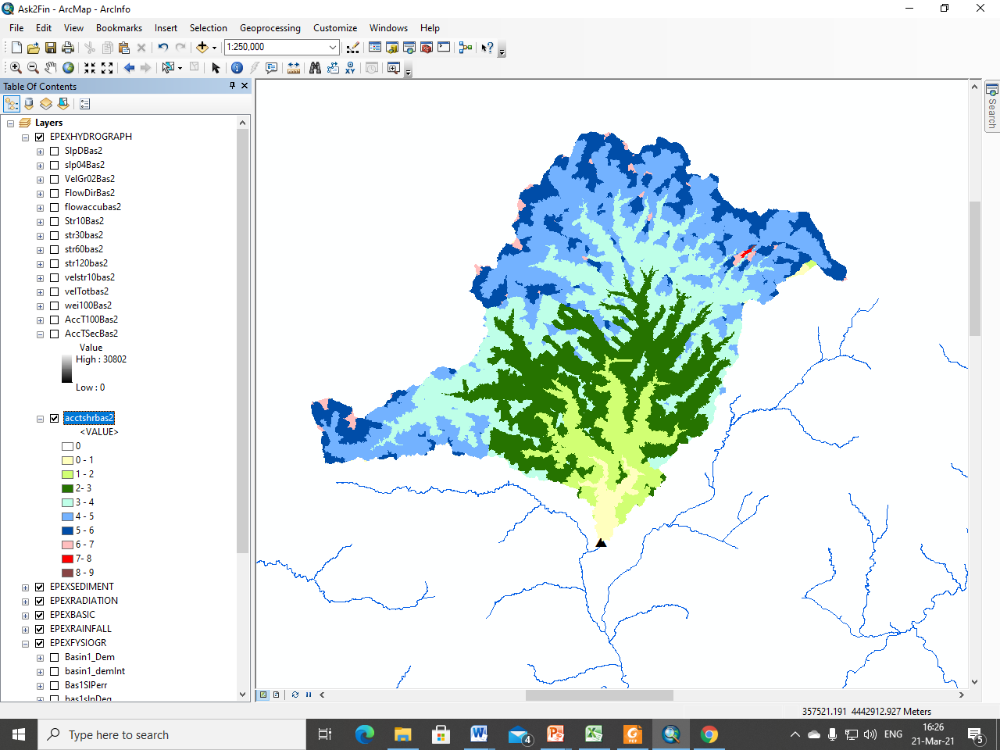 Ask2Fin - ArcMap - ArcInfo
File Edit View Bookmarks Insert Selection Geoprocessing Customize Windows Help
1:250,000
Table Of Contents
Layers
EPEXHYDROGRAPH
SlpDBas2
slp04Bas2
VelGr02Bas2
FlowDirBas2
flowaccubas2
Str10Bas2
str30bas2
str60bas2
str120bas2
velstr10bas2
velTotbas2
wei100Bas2
AccT100Bas2
AccTSecBas2
Value
High : 30802
Low : 0
acctshrbas2
<VALUE>
0
0 - 1
1 - 2
2- 3
3 - 4
4 - 5
5 - 6
6 - 7
7- 8
8 - 9
EPEXSEDIMENT
EPEXRADIATION
EPEXBASIC
EPEXRAINFALL
EPEXFYSIOGR
Basin1_Dem
basin1_demInt
Bas1SlPerr
bas1slpDeg
Search
357521.191 4442912.927 Meters
Type here to search
4
ENG
16:26
21-Mar-21
5